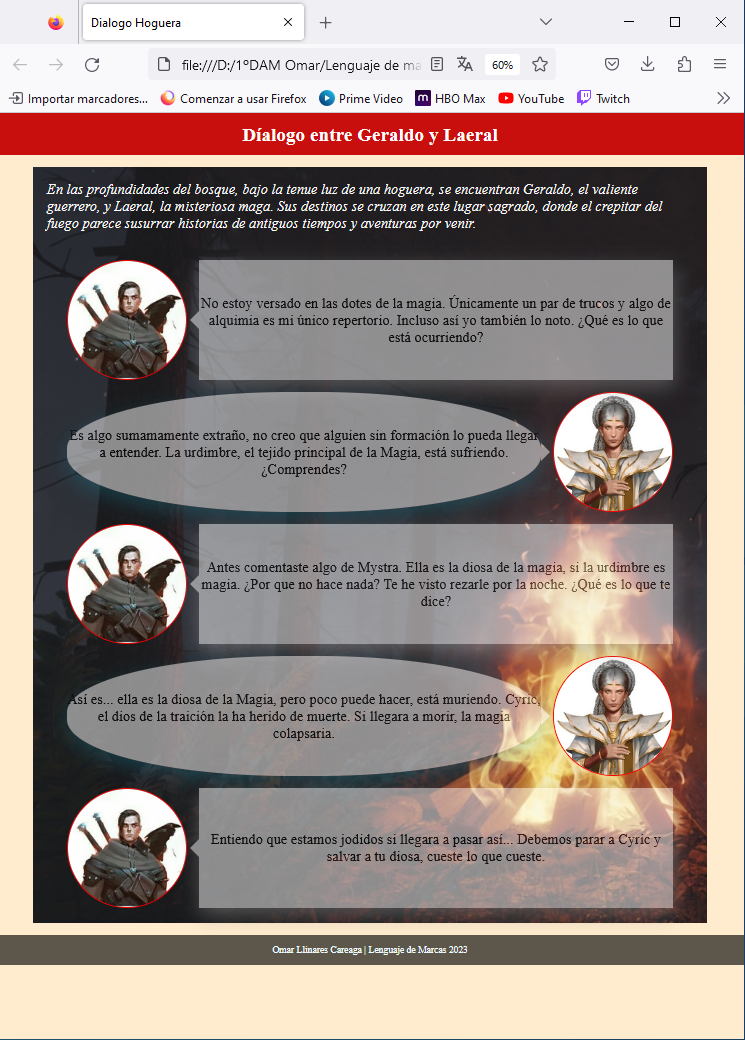 Dialogo Hoguera
file:///D:/1ºDAM Omar/Lenguaje de ma
60%
Importar marcadores...
Comenzar a usar Firefox
Prime Video
m HBO Max
YouTube
Twitch
Díalogo entre Geraldo y Laeral
En las profundidades del bosque, bajo la tenue luz de una hoguera, se encuentran Geraldo, el valiente
guerrero, y Laeral, la misteriosa maga. Sus destinos se cruzan en este lugar sagrado, donde el crepitar del
fuego parece susurrar historias de antiguos tiempos y aventuras por venir.
No estoy versado en las dotes de la magia. Únicamente un par de trucos y algo de
alquimia es mi único repertorio. Incluso así yo también lo noto. ¿Qué es lo que
está ocurriendo?
Es algo sumamamente extraño, no creo que alguien sin formación lo pueda llegar
a entender. La urdimbre, el tejido principal de la Magia, está sufriendo.
¿Comprendes?
Antes comentaste algo de Mystra. Ella es la diosa de la magia, si la urdimbre es
magia. ¿Por que no hace nada? Te he visto rezarle por la noche. ¿Qué es lo que te
dice?
Así es... ella es la diosa de la Magia, pero poco puede hacer, está muriendo. Cyric,
el dios de la traición la ha herido de muerte. Si llegara a morir, la magia
colapsaria.
Entiendo que estamos jodidos si llegara a pasar así... Debemos parar a Cyric y
salvar a tu diosa, cueste lo que cueste.
Omar Llinares Careaga | Lenguaje de Marcas 2023